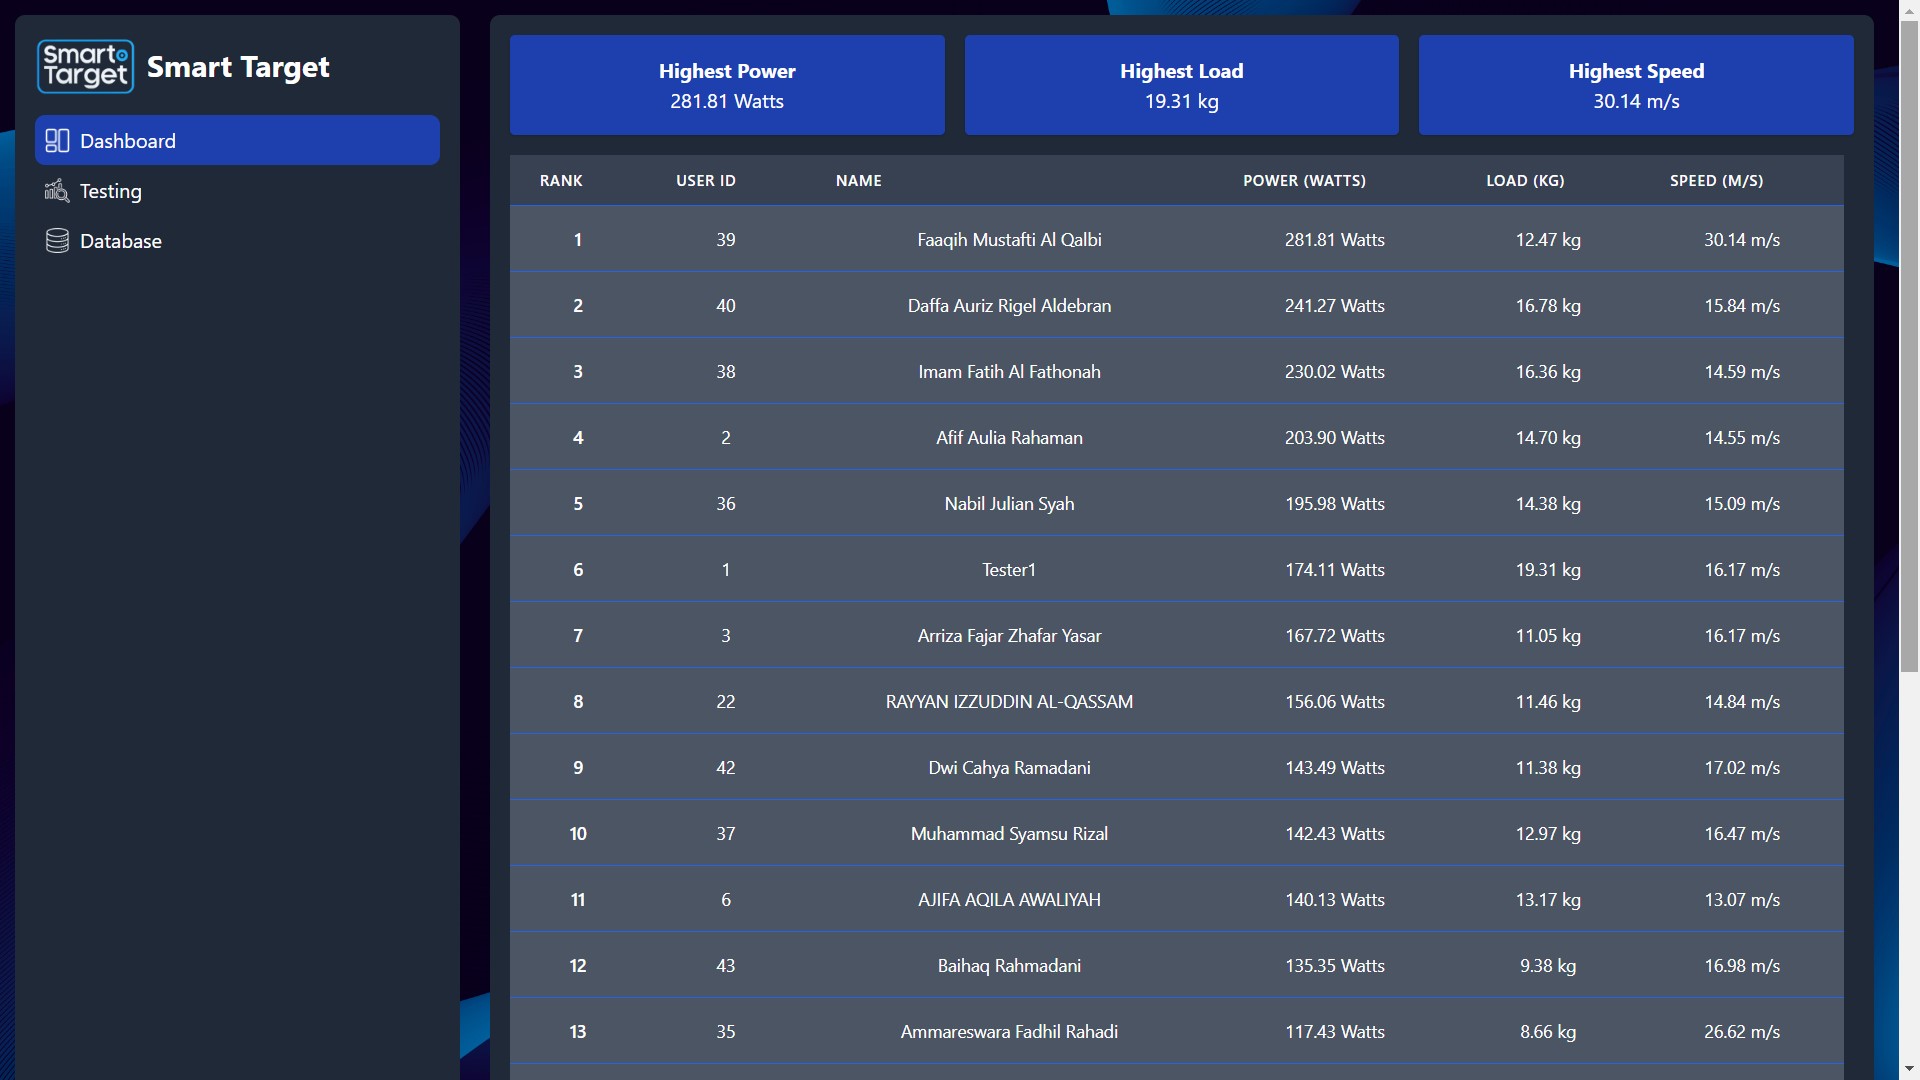 Smart Target
Smart Target
Dashboard
Testing
Database
Highest Power
281.81 Watts
Highest Load
19.31 kg
Highest Speed
30.14 m/s
RANK USER ID NAME POWER (WATTS) LOAD (KG) SPEED (M/S)
1 39 Faaqih Mustafti Al Qalbi 281.81 Watts 12.47 kg 30.14 m/s
2 40 Daffa Auriz Rigel Aldebran 241.27 Watts 16.78 kg 15.84 m/s
3 38 Imam Fatih Al Fathonah 230.02 Watts 16.36 kg 14.59 m/s
4 2 Afif Aulia Rahaman 203.90 Watts 14.70 kg 14.55 m/s
5 36 Nabil Julian Syah 195.98 Watts 14.38 kg 15.09 m/s
6 1 Tester1 174.11 Watts 19.31 kg 16.17 m/s
7 3 Arriza Fajar Zhafar Yasar 167.72 Watts 11.05 kg 16.17 m/s
8 22 RAYYAN IZZUDDIN AL-QASSAM 156.06 Watts 11.46 kg 14.84 m/s
9 42 Dwi Cahya Ramadani 143.49 Watts 11.38 kg 17.02 m/s
10 37 Muhammad Syamsu Rizal 142.43 Watts 12.97 kg 16.47 m/s
11 6 AJIFA AQILA AWALIYAH 140.13 Watts 13.17 kg 13.07 m/s
12 43 Baihaq Rahmadani 135.35 Watts 9.38 kg 16.98 m/s
13 35 Ammareswara Fadhil Rahadi 117.43 Watts 8.66 kg 26.62 m/s